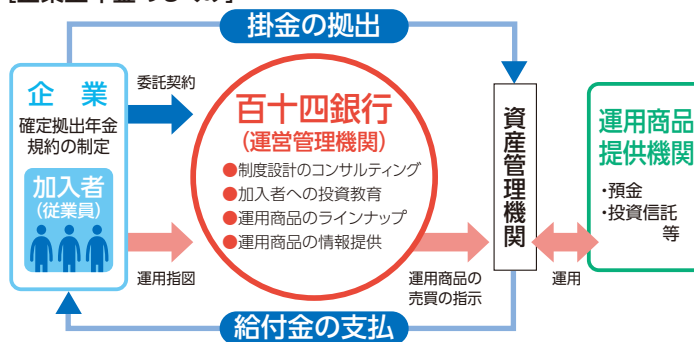 掛金の拠出
企　業
確定拠出年金
規約の制定
加入者
(従業員)
委託契約
運用指図
百十四銀行
(運営管理機関)
●制度設計のコンサルティング
●加入者への投資教育
●運用商品のラインナップ
●運用商品の情報提供
運用商品の
売買の指示
資産管理機関
運用
運用商品
提供機関
・預金
・投資信託
等
給付金の支払